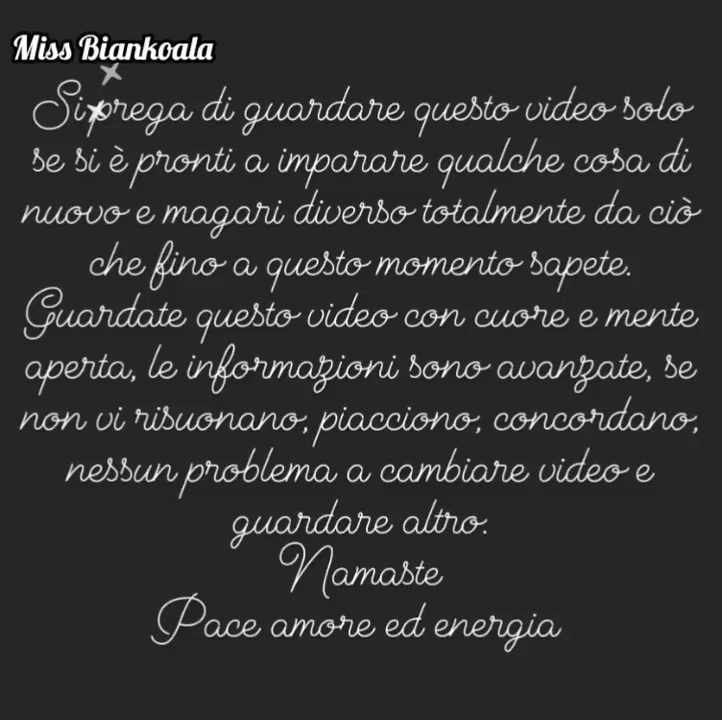 Miss Biankoala
Si prega di guardare questo video solo
se si è pronti a imparare qualche cosa di
nuovo e magari diverso totalmente da ciò
che fino a questo momento sapete.
Guardate questo video con cuore e mente
aperta, le informazioni sono avanzate, se
non vi risuonano, piacciono, concordano,
nessun problema a cambiare video e
guardare altro.
Namaste
Pace amore ed energia